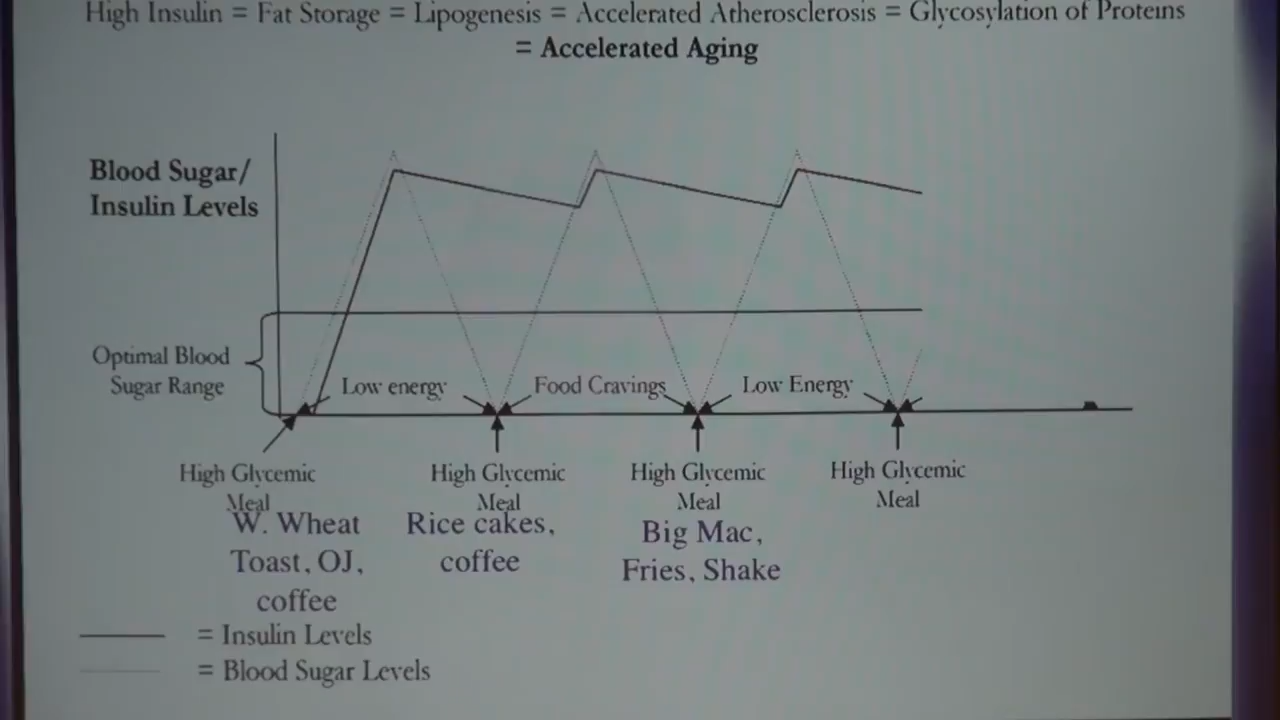 High Insulin = Fat Storage = Lipogenesis = Accelerated Atherosclerosis = Glycosylation of Proteins
= Accelerated Aging
Blood Sugar/
Insulin Levels
Optimal Blood
Sugar Range
Low energy
Food Cravings
Low Energy
High Glycemic
Meal
High Glycemic
Meal
High Glycemic
Meal
High Glycemic
Meal
W. Wheat
Toast, OJ,
coffee
Rice cakes,
coffee
Big Mac,
Fries, Shake
= Insulin Levels
= Blood Sugar Levels